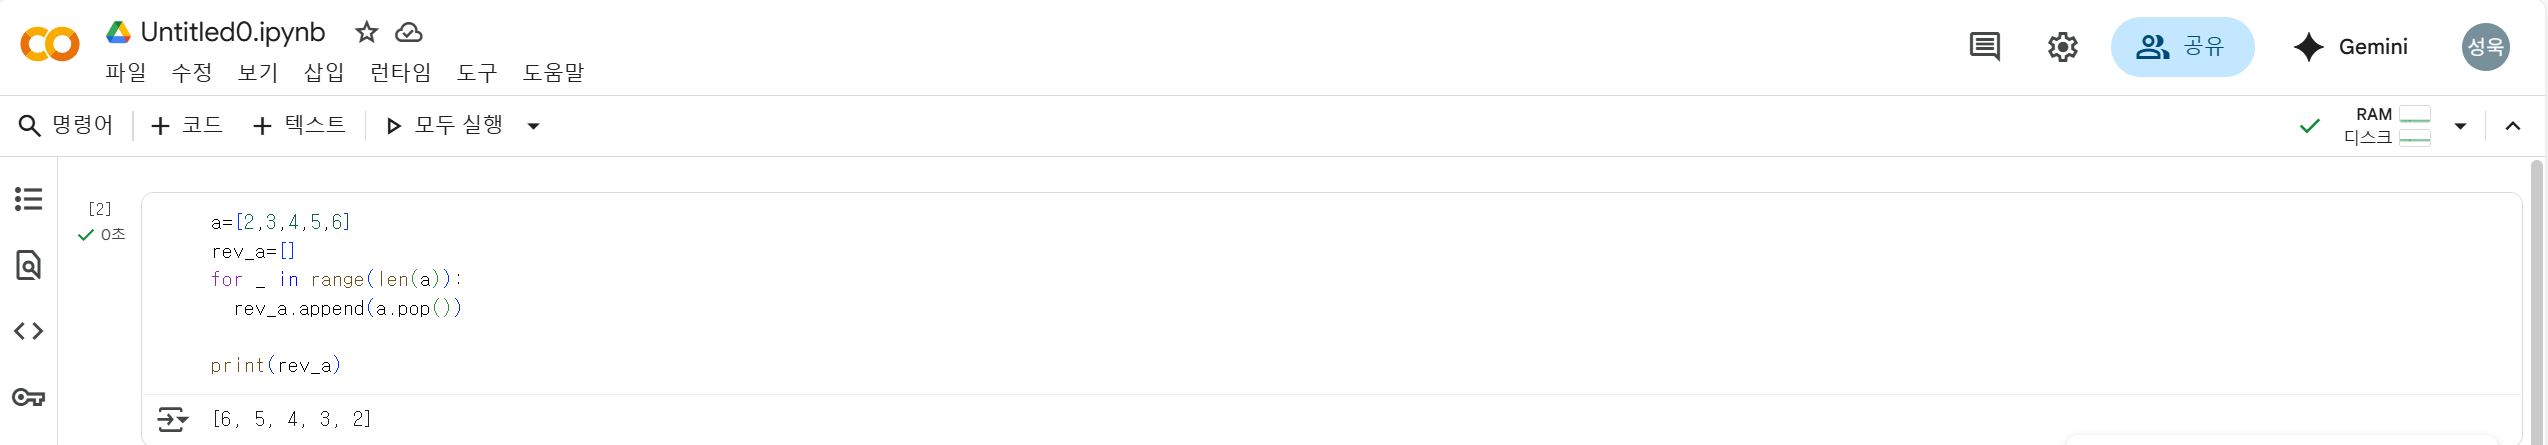 Untitled0.ipynb
파일 수정 보기 삽입 런타임 도구 도움말
공유
Gemini
성욱
명령어 + 코드 + 텍스트 모두 실행
RAM
디스크
[2]
0초
a=[2,3,4,5,6]
rev_a=[]
for _ in range(len(a)):
  rev_a.append(a.pop())
print(rev_a)
[6, 5, 4, 3, 2]